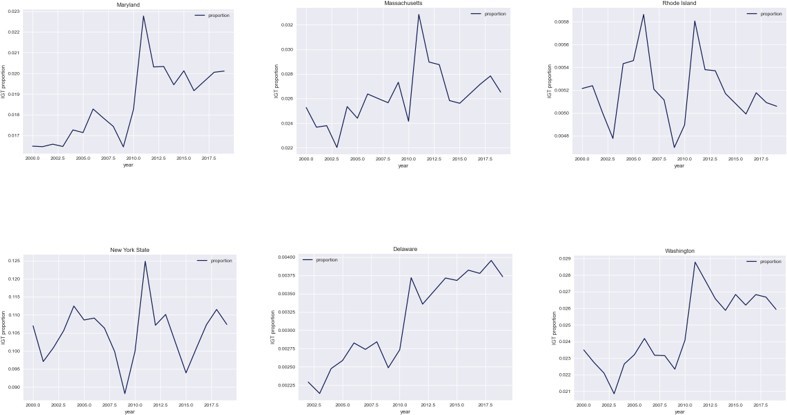 Maryland
0.023
0.022
0.021
0.020
0.019
0.018
0.017
IGT proportion
proportion
2000.0 2002.5 2005.0 2007.5 2010.0 2012.5 2015.0 2017.5
year
Massachusetts
0.032
0.030
0.028
0.026
0.024
0.022
IGT proportion
proportion
2000.0 2002.5 2005.0 2007.5 2010.0 2012.5 2015.0 2017.5
year
Rhode Island
0.0058
0.0056
0.0054
0.0052
0.0050
0.0048
IGT proportion
proportion
2000.0 2002.5 2005.0 2007.5 2010.0 2012.5 2015.0 2017.5
year
New York State
0.125
0.120
0.115
0.110
0.105
0.100
0.095
0.090
IGT proportion
proportion
2000.0 2002.5 2005.0 2007.5 2010.0 2012.5 2015.0 2017.5
year
Delaware
0.00400
0.00375
0.00350
0.00325
0.00300
0.00275
0.00250
0.00225
IGT proportion
proportion
2002.5 2005.0 2007.5 2010.0 2012.5 2015.0 2017.5
year
Washington
0.029
0.028
0.027
0.026
0.025
0.024
0.023
0.022
0.021
IGT proportion
proportion
2000.0 2002.5 2005.0 2007.5 2010.0 2012.5 2015.0 2017.5
year